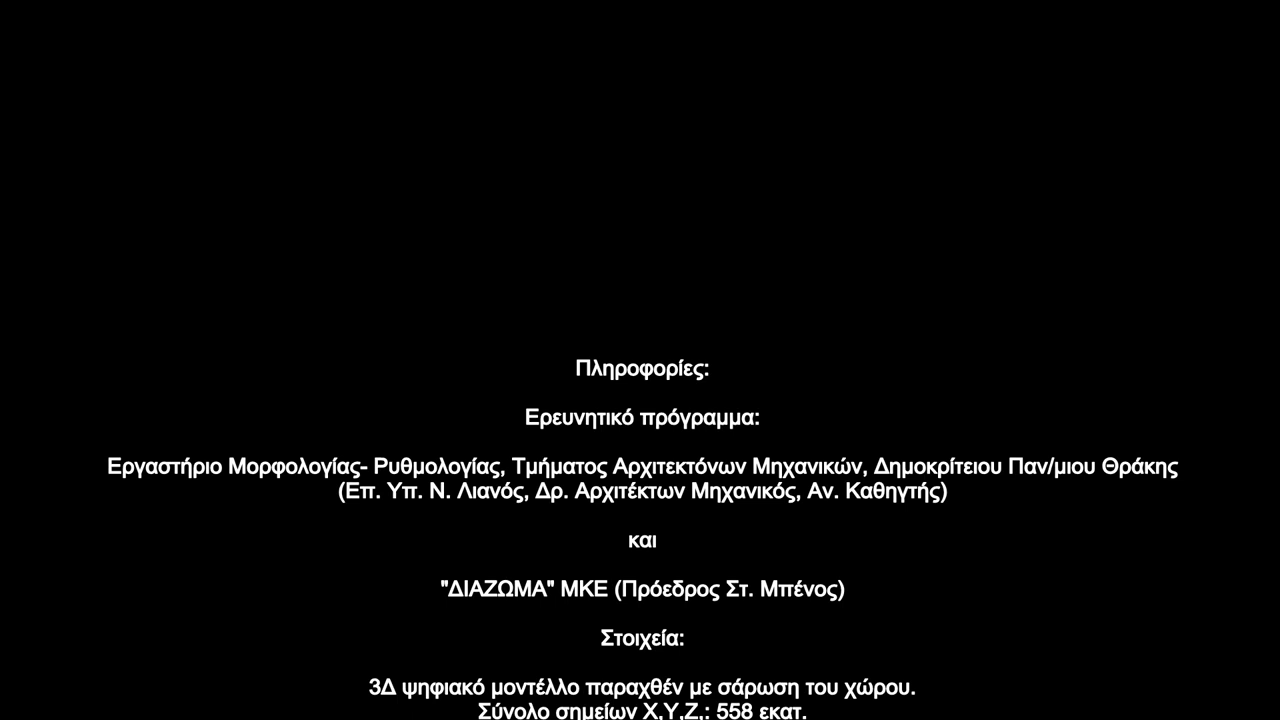 Πληροφορίες:
Ερευνητικό πρόγραμμα:
Εργαστήριο Μορφολογίας- Ρυθμολογίας, Τμήματος Αρχιτεκτόνων Μηχανικών, Δημοκρίτειου Παν/μιου Θράκης
(Επ. Υπ. Ν. Λιανός, Δρ. Αρχιτέκτων Μηχανικός, Αν. Καθηγητής)
και
"ΔΙΑΖΩΜΑ" ΜΚΕ (Πρόεδρος Στ. Μπένος)
Στοιχεία:
3Δ ψηφιακό μοντέλλο παραχθέν με σάρωση του χώρου.
Σύνολο σημείων Χ,Υ,Ζ,: 558 εκατ.